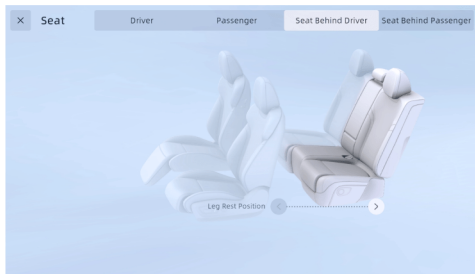 Seat
Driver
Passenger
Seat Behind Driver
Seat Behind Passenger
Leg Rest Position